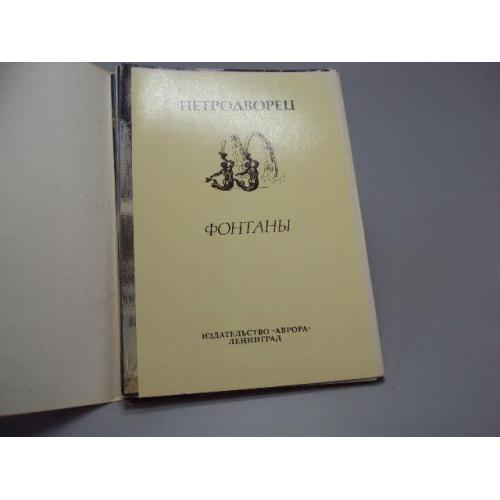 ПЕТРОДВОРЕЦ
ФОНТАНЫ
ИЗДАТЕЛЬСТВО "АВРОРА"
ЛЕНИНГРАД